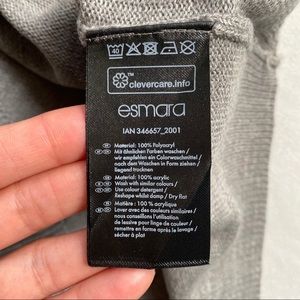 40
clevercare.info
esmara
IAN 346657_2001
Material: 100% Polyacryl
Mit ähnlichen Farben waschen /
wir empfehlen ein Colorwaschmittel /
nach dem Waschen in Form ziehen /
liegend trocknen
Material: 100% acrylic
Wash with similar colours /
Use colour detergent /
Reshape whilst damp / Dry flat
Matière : 100% acrylique
Laver avec des couleurs similaires /
nous conseillons l'utilisation
de lessive pour linge de couleur /
remettre en forme après le lavage /
sécher à plat